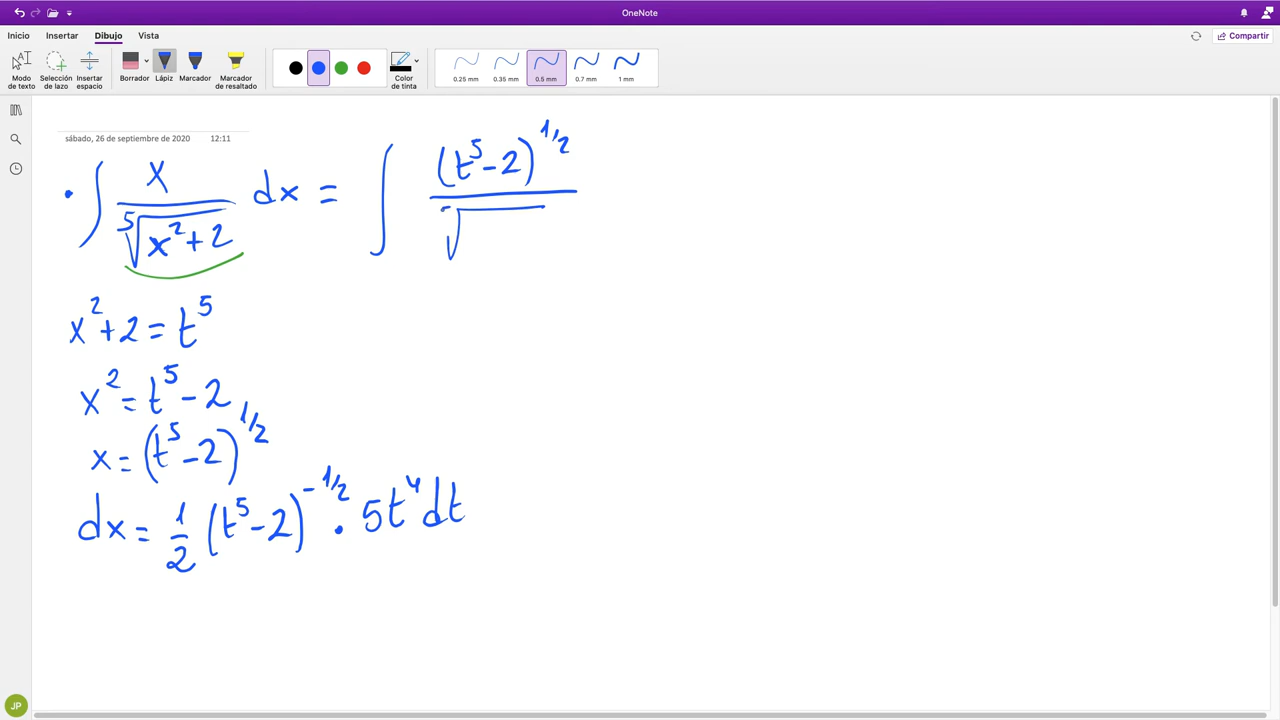 OneNote
Inicio Insertar Dibujo Vista
Compartir
Modo de texto
Selección de lazo
Insertar espacio
Borrador
Lápiz
Marcador
Marcador de resaltado
Color de tinta
0.25 mm 0.35 mm 0.5 mm 0.7 mm 1 mm
sábado, 26 de septiembre de 2020 12:11
• ∫ x / ⁵√(x² + 2) dx = ∫ (t⁵ - 2)^(1/2) / √
x² + 2 = t⁵
x² = t⁵ - 2
x = (t⁵ - 2)^(1/2)
dx = 1/2 (t⁵ - 2)^(-1/2) • 5t⁴ dt
JP